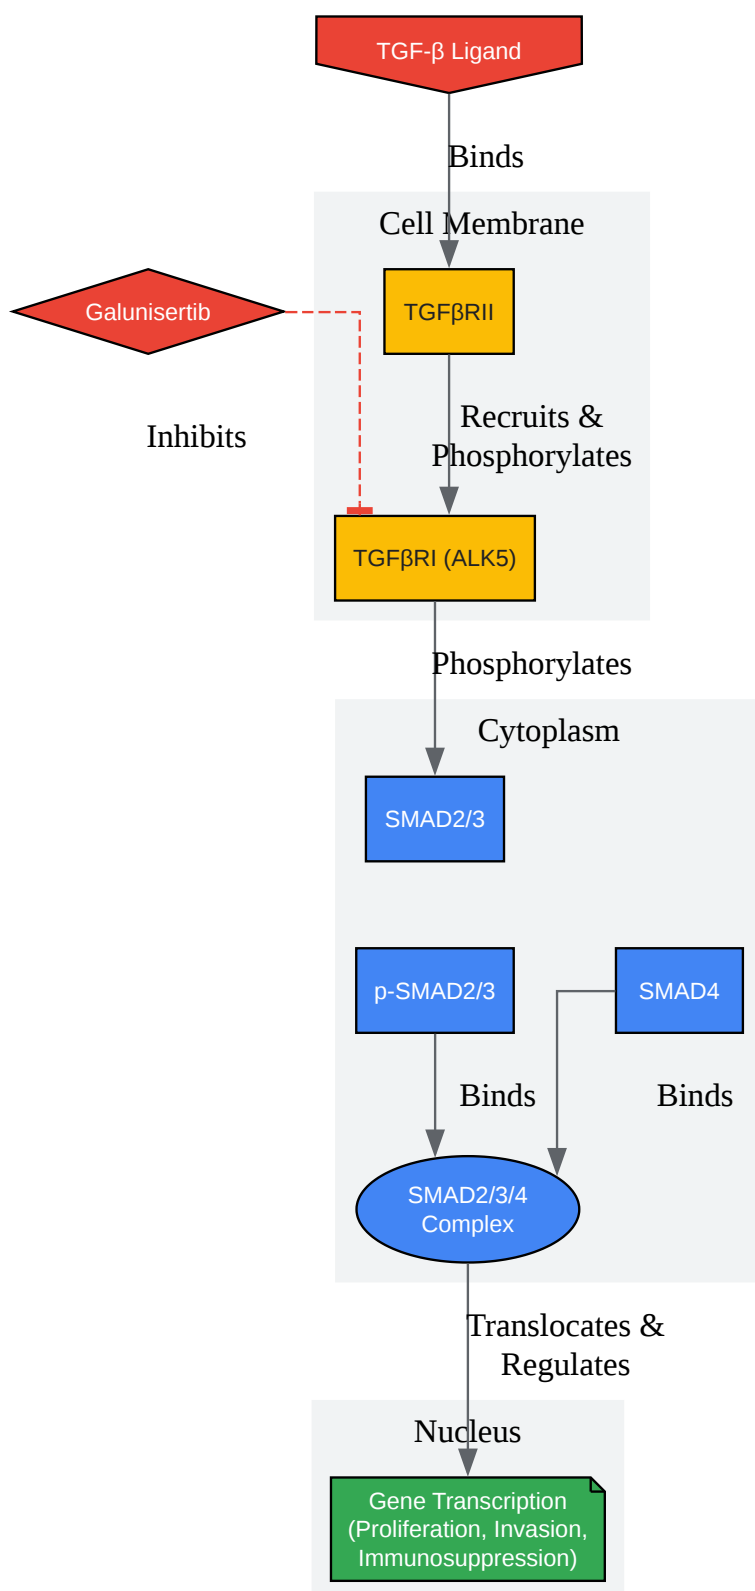 TGF-β Ligand
Binds
Cell Membrane
Galunisertib
TGFβRII
Inhibits
Recruits &
Phosphorylates
TGFβRI (ALK5)
Phosphorylates
Cytoplasm
SMAD2/3
p-SMAD2/3
SMAD4
Binds
Binds
SMAD2/3/4
Complex
Translocates &
Regulates
Nucleus
Gene Transcription
(Proliferation, Invasion,
Immunosuppression)